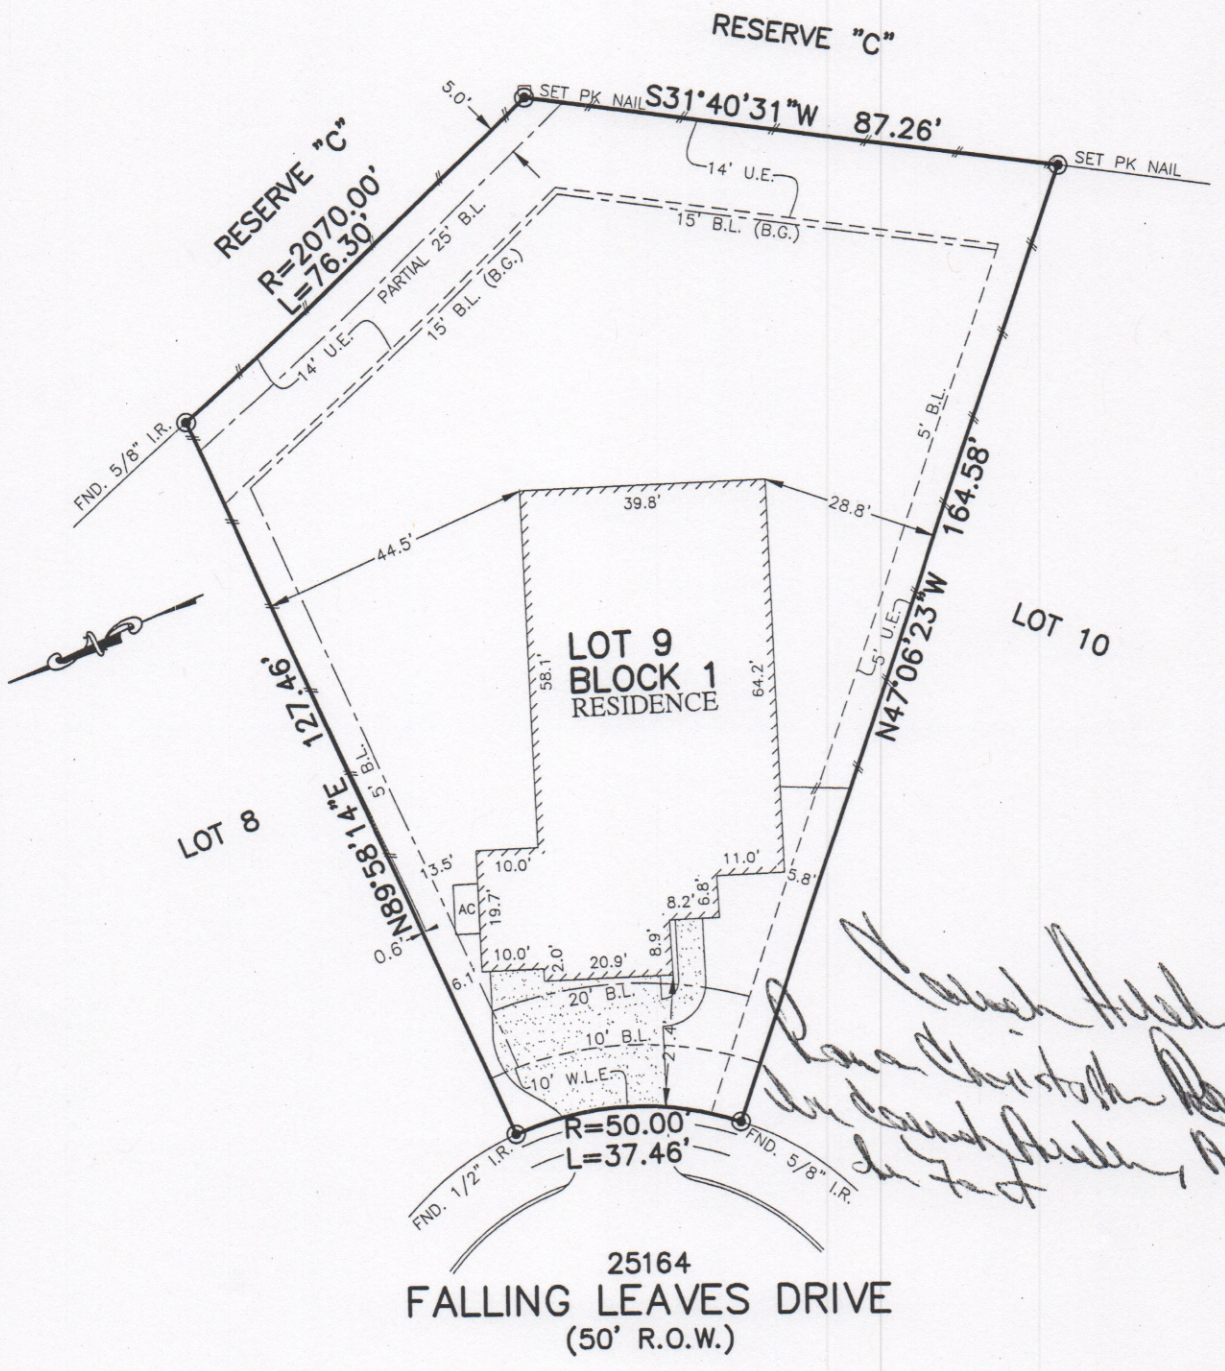 RESERVE "C"
SET PK NAIL
S31°40'31"W 87.26'
SET PK NAIL
5.0'
RESERVE "C"
R=2070.00'
L=76.30'
14' U.E.
15' B.L. (B.G.)
PARTIAL 25' B.L.
15' B.L. (B.G.)
14' U.E.
FND. 5/8" I.R.
5' B.L.
164.58'
39.8'
28.8'
44.5'
LOT 9
BLOCK 1
RESIDENCE
58.1'
64.2'
5' U.E.
N47°06'23"W
LOT 10
127.46'
5' B.L.
N89°58'14"E
LOT 8
13.5'
10.0'
11.0'
5.8'
AC
19.7'
8.2'
6.8'
0.6'
8.9'
10.0'
2.0'
20.9'
6.1'
20' B.L.
10' B.L.
10' W.L.E.
R=50.00'
L=37.46'
FND. 1/2" I.R.
FND. 5/8" I.R.
25164
FALLING LEAVES DRIVE
(50' R.O.W.)